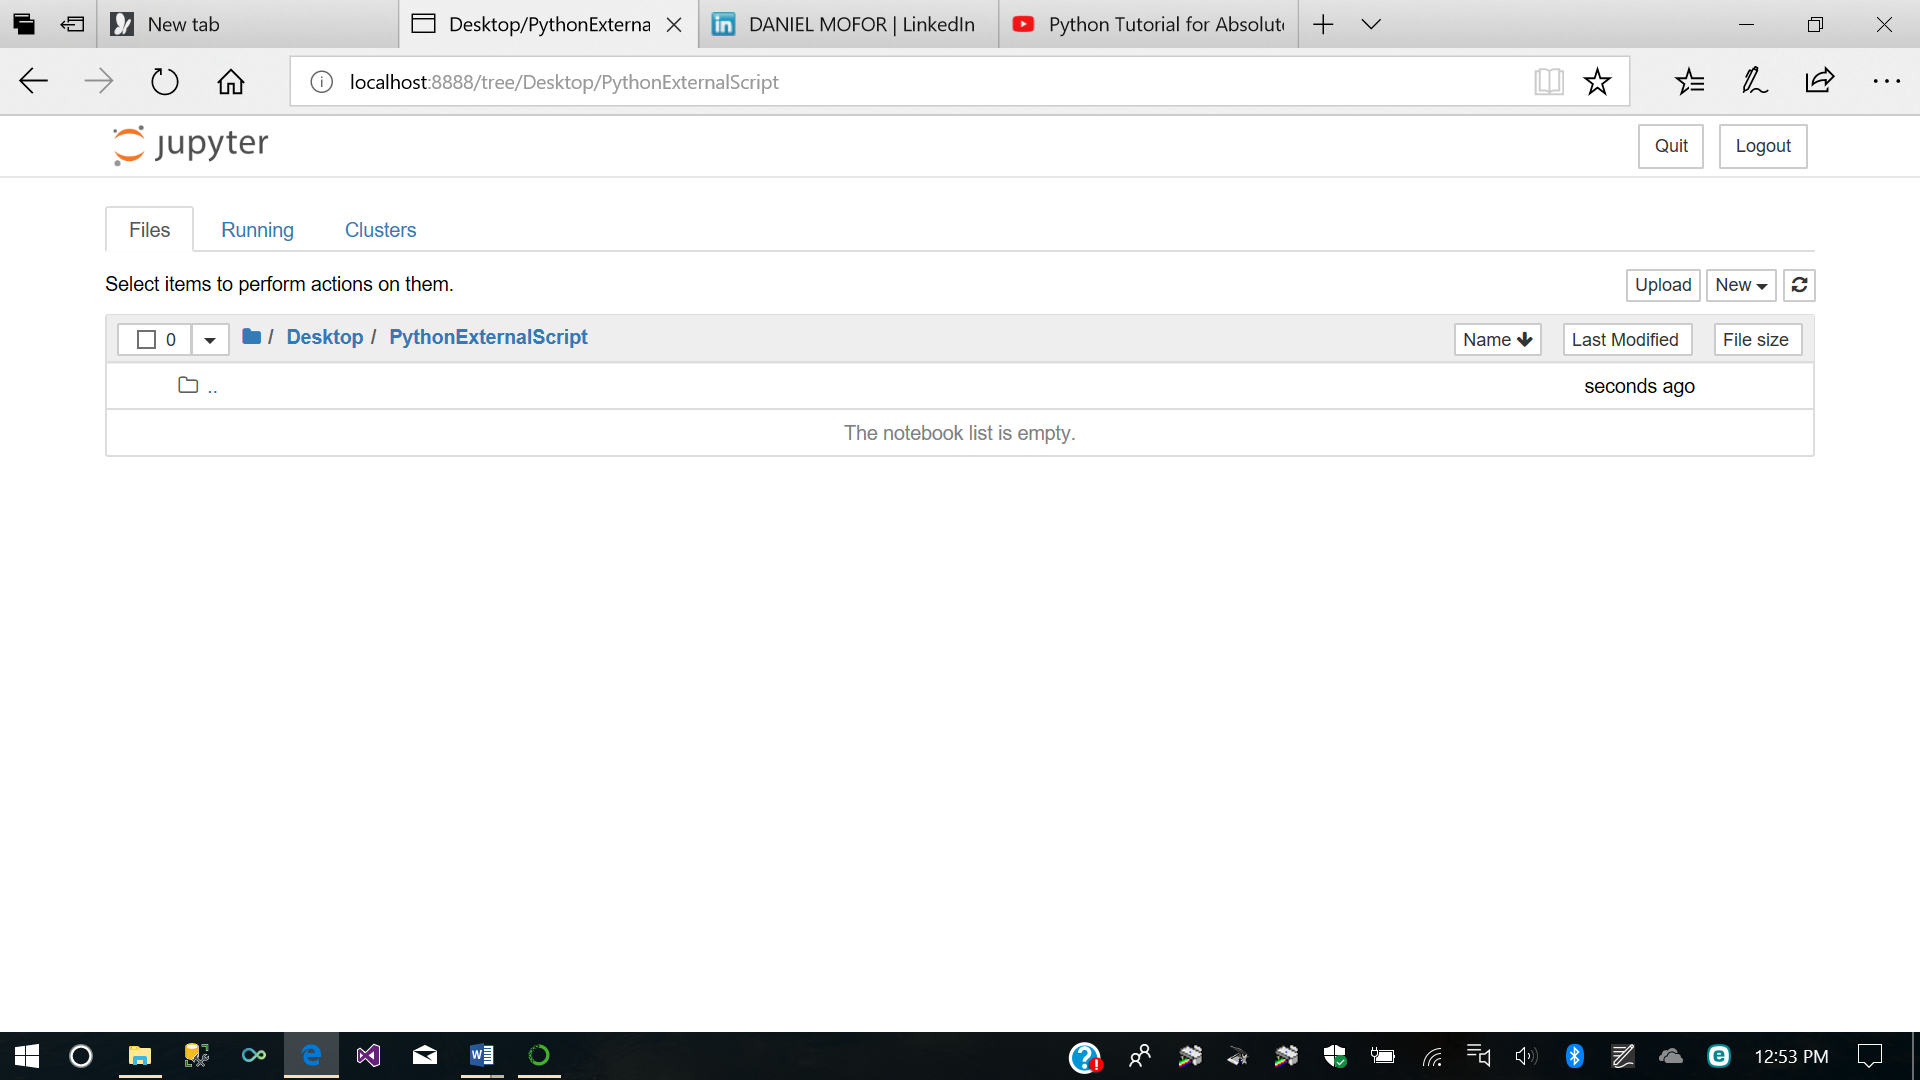 New tab
Desktop/PythonExterna
DANIEL MOFOR | LinkedIn
Python Tutorial for Absolut
localhost:8888/tree/Desktop/PythonExternalScript
jupyter
Quit
Logout
Files
Running
Clusters
Select items to perform actions on them.
Upload
New
0
/ Desktop / PythonExternalScript
Name
Last Modified
File size
..
seconds ago
The notebook list is empty.
12:53 PM